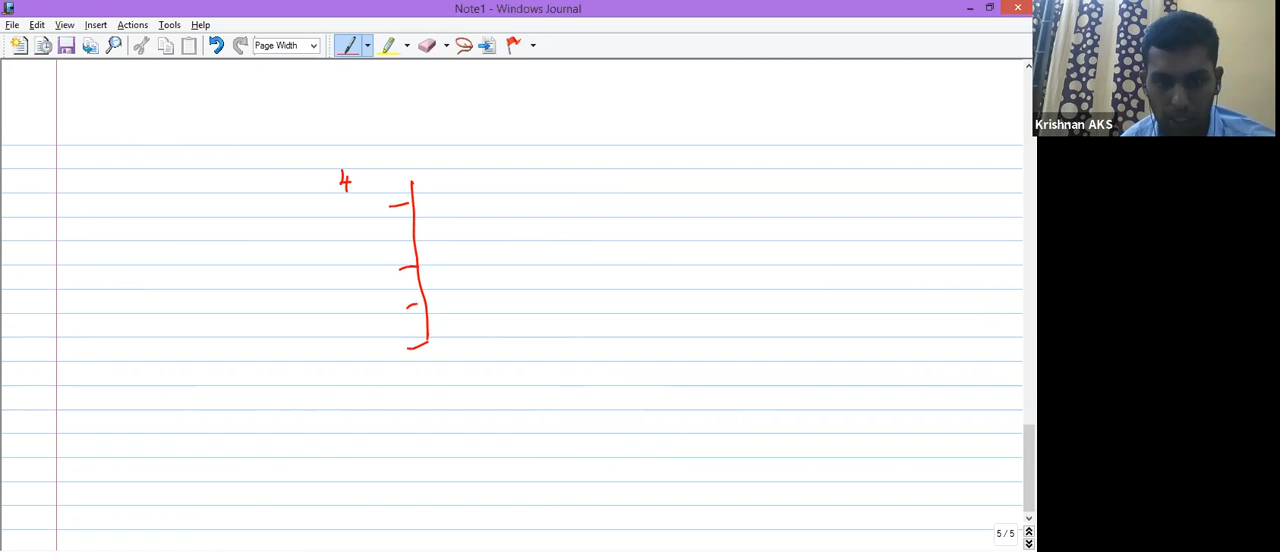 Note1 - Windows Journal
File Edit View Insert Actions Tools Help
Page Width
Krishnan AKS
4
5 / 5